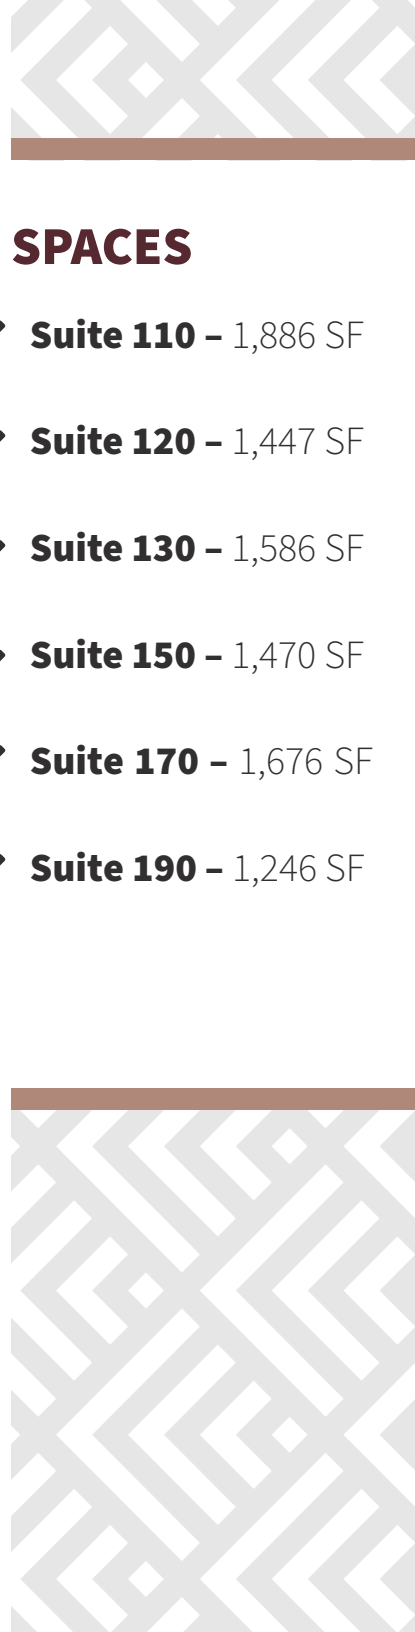 SPACES
Suite 110 – 1,886 SF
Suite 120 – 1,447 SF
Suite 130 – 1,586 SF
Suite 150 – 1,470 SF
Suite 170 – 1,676 SF
Suite 190 – 1,246 SF